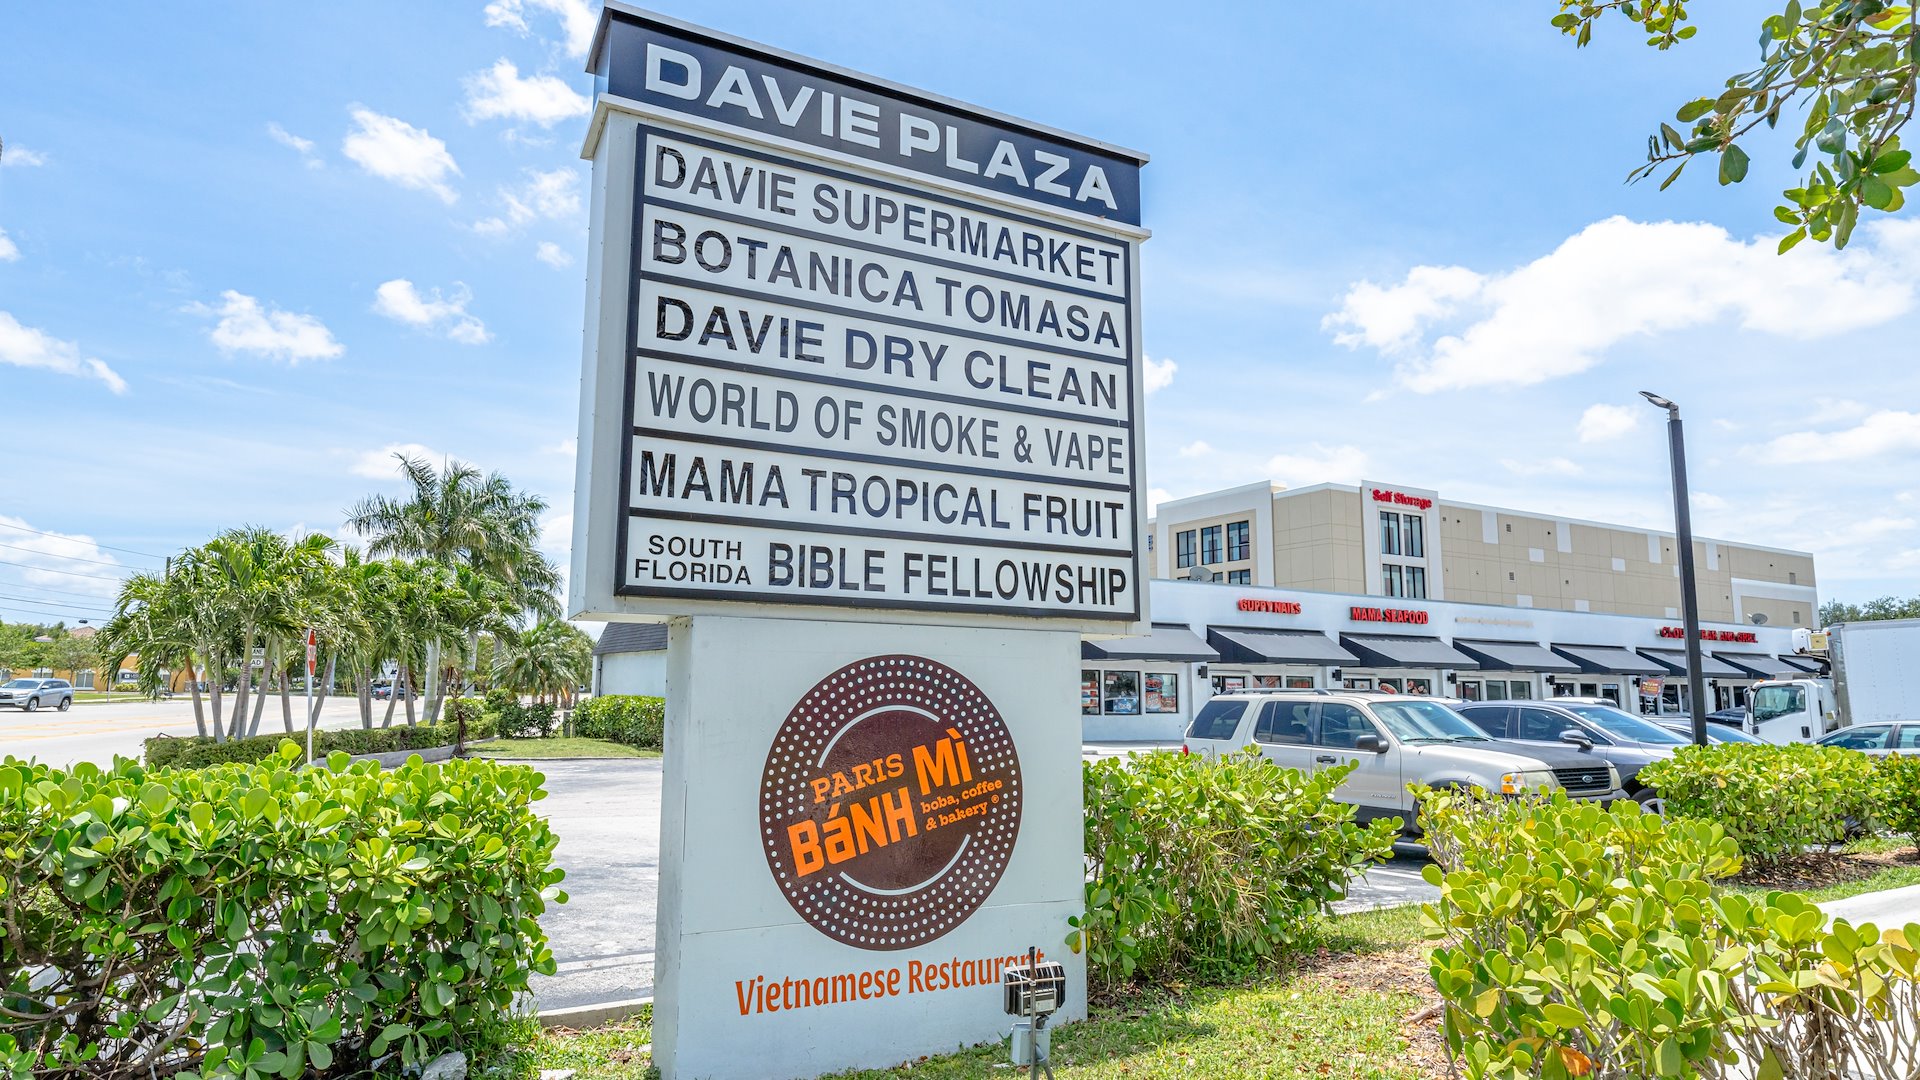 DAVIE PLAZA
DAVIE SUPERMARKET
BOTANICA TOMASA
DAVIE DRY CLEAN
WORLD OF SMOKE & VAPE
MAMA TROPICAL FRUIT
SOUTH
FLORIDA BIBLE FELLOWSHIP
PARIS
BáNH MÌ
boba, coffee
& bakery ®
Vietnamese Restaurant
Self Storage
GUPPY NAILS
MAMA SEAFOOD